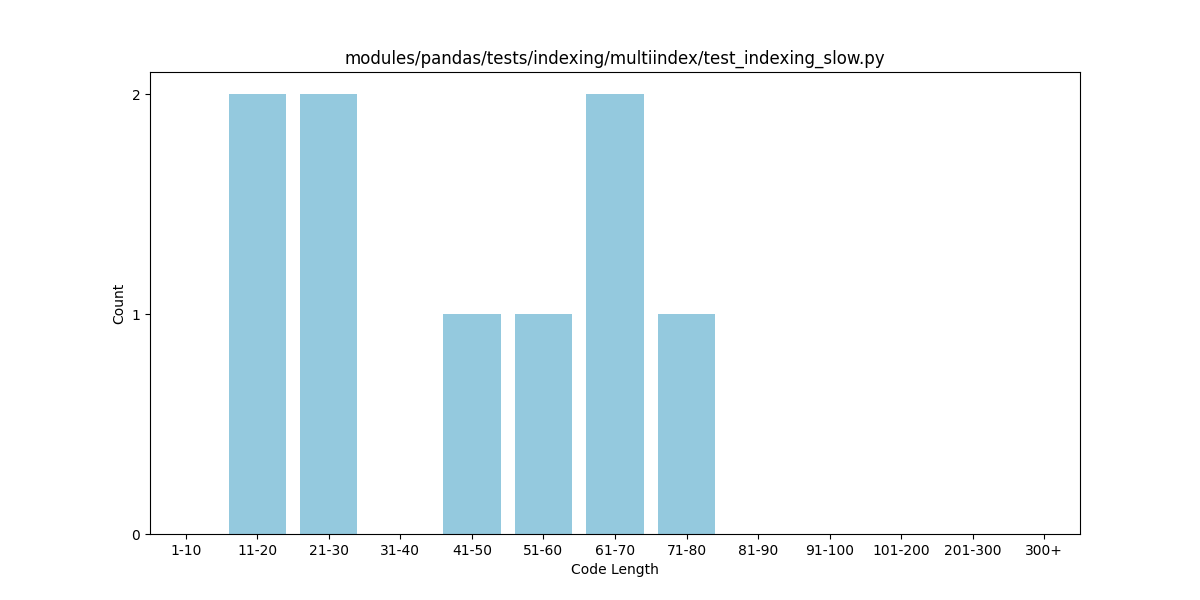 modules/pandas/tests/indexing/multiindex/test_indexing_slow.py
Count
2
1
0
1-10 11-20 21-30 31-40 41-50 51-60 61-70 71-80 81-90 91-100 101-200 201-300 300+
Code Length